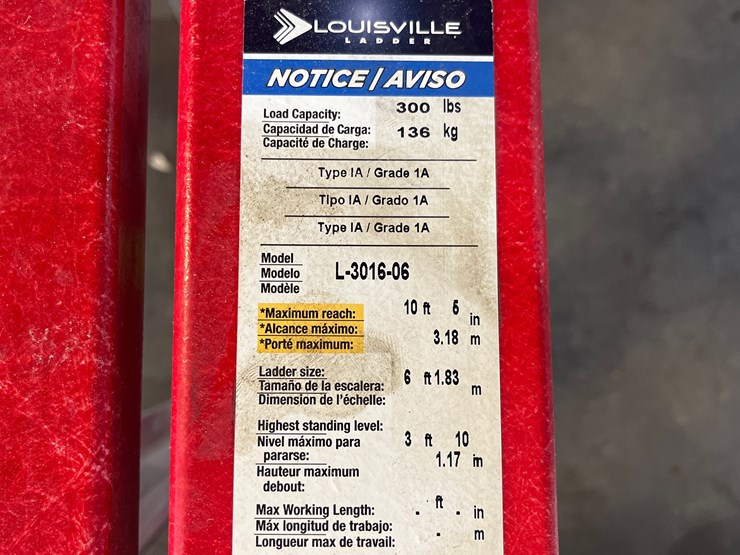 LOUISVILLE
LADDER
NOTICE / AVISO
Load Capacity: 300 lbs
Capacidad de Carga: 136 kg
Capacité de Charge:
Type IA / Grade 1A
Tipo IA / Grado 1A
Type IA / Grade 1A
Model
Modelo L-3016-06
Modèle
*Maximum reach: 10 ft 5 in
*Alcance máximo: 3.18 m
*Porté maximum:
Ladder size:
Tamaño de la escalera: 6 ft 1.83 m
Dimension de l'échelle:
Highest standing level:
Nivel máximo para 3 ft 10
pararse: 1.17 m
Hauteur maximum
debout:
ft
Max Working Length: - - in
Máx longitud de trabajo: - m
Longueur max de travail: